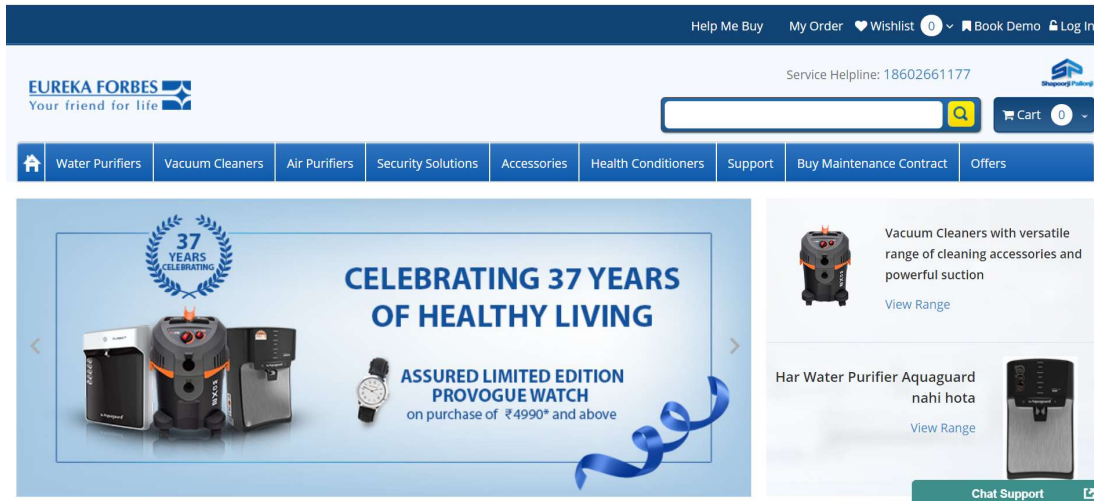 Help Me Buy My Order Wishlist 0 Book Demo Log In
Service Helpline: 18602661177
EUREKA FORBES
Your friend for life
Shapoorji Pallonji
Cart 0
Water Purifiers Vacuum Cleaners Air Purifiers Security Solutions Accessories Health Conditioners Support Buy Maintenance Contract Offers
37
YEARS
CELEBRATING
CELEBRATING 37 YEARS
OF HEALTHY LIVING
ASSURED LIMITED EDITION
PROVOGUE WATCH
on purchase of ₹4990* and above
Vacuum Cleaners with versatile
range of cleaning accessories and
powerful suction
View Range
Har Water Purifier Aquaguard
nahi hota
View Range
Chat Support